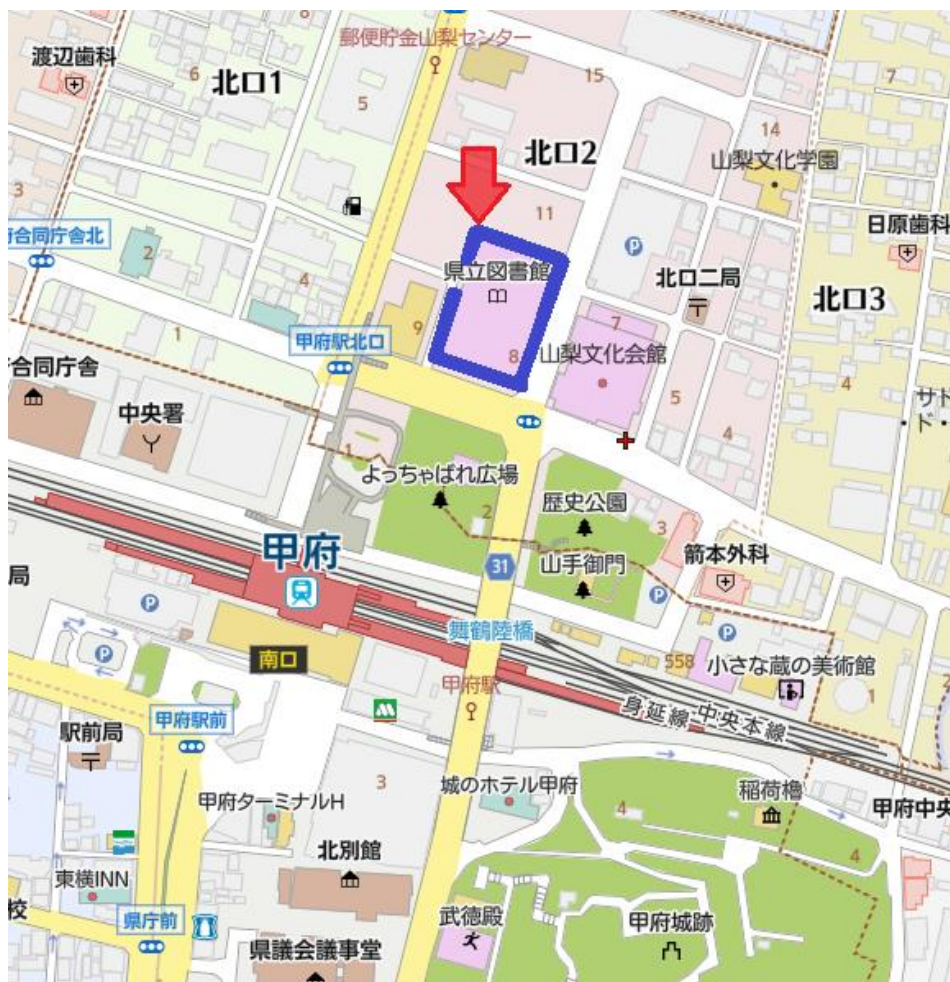 郵便貯金山梨センター
渡辺歯科
6
北口1
15
北口2
7
5
14
山梨文化学園
3
11
日原歯科
合同庁舎北
2
県立図書館
北口二局
北口3
4
1
甲府駅北口
9
8
7
山梨文化会館
合同庁舎
5
4
4
サド
ド・
中央署
1
よっちゃばれ広場
2
歴史公園
3
甲府
31
山手御門
箭本外科
局
舞鶴陸橋
南口
558
小さな蔵の美術館
1
2
甲府駅
甲府駅前
身延線
中央本線
駅前局
3
城のホテル甲府
稲荷櫓
甲府ターミナルH
4
甲府中央
北別館
4
東横INN
校
県庁前
武徳殿
甲府城跡
県議会議事堂